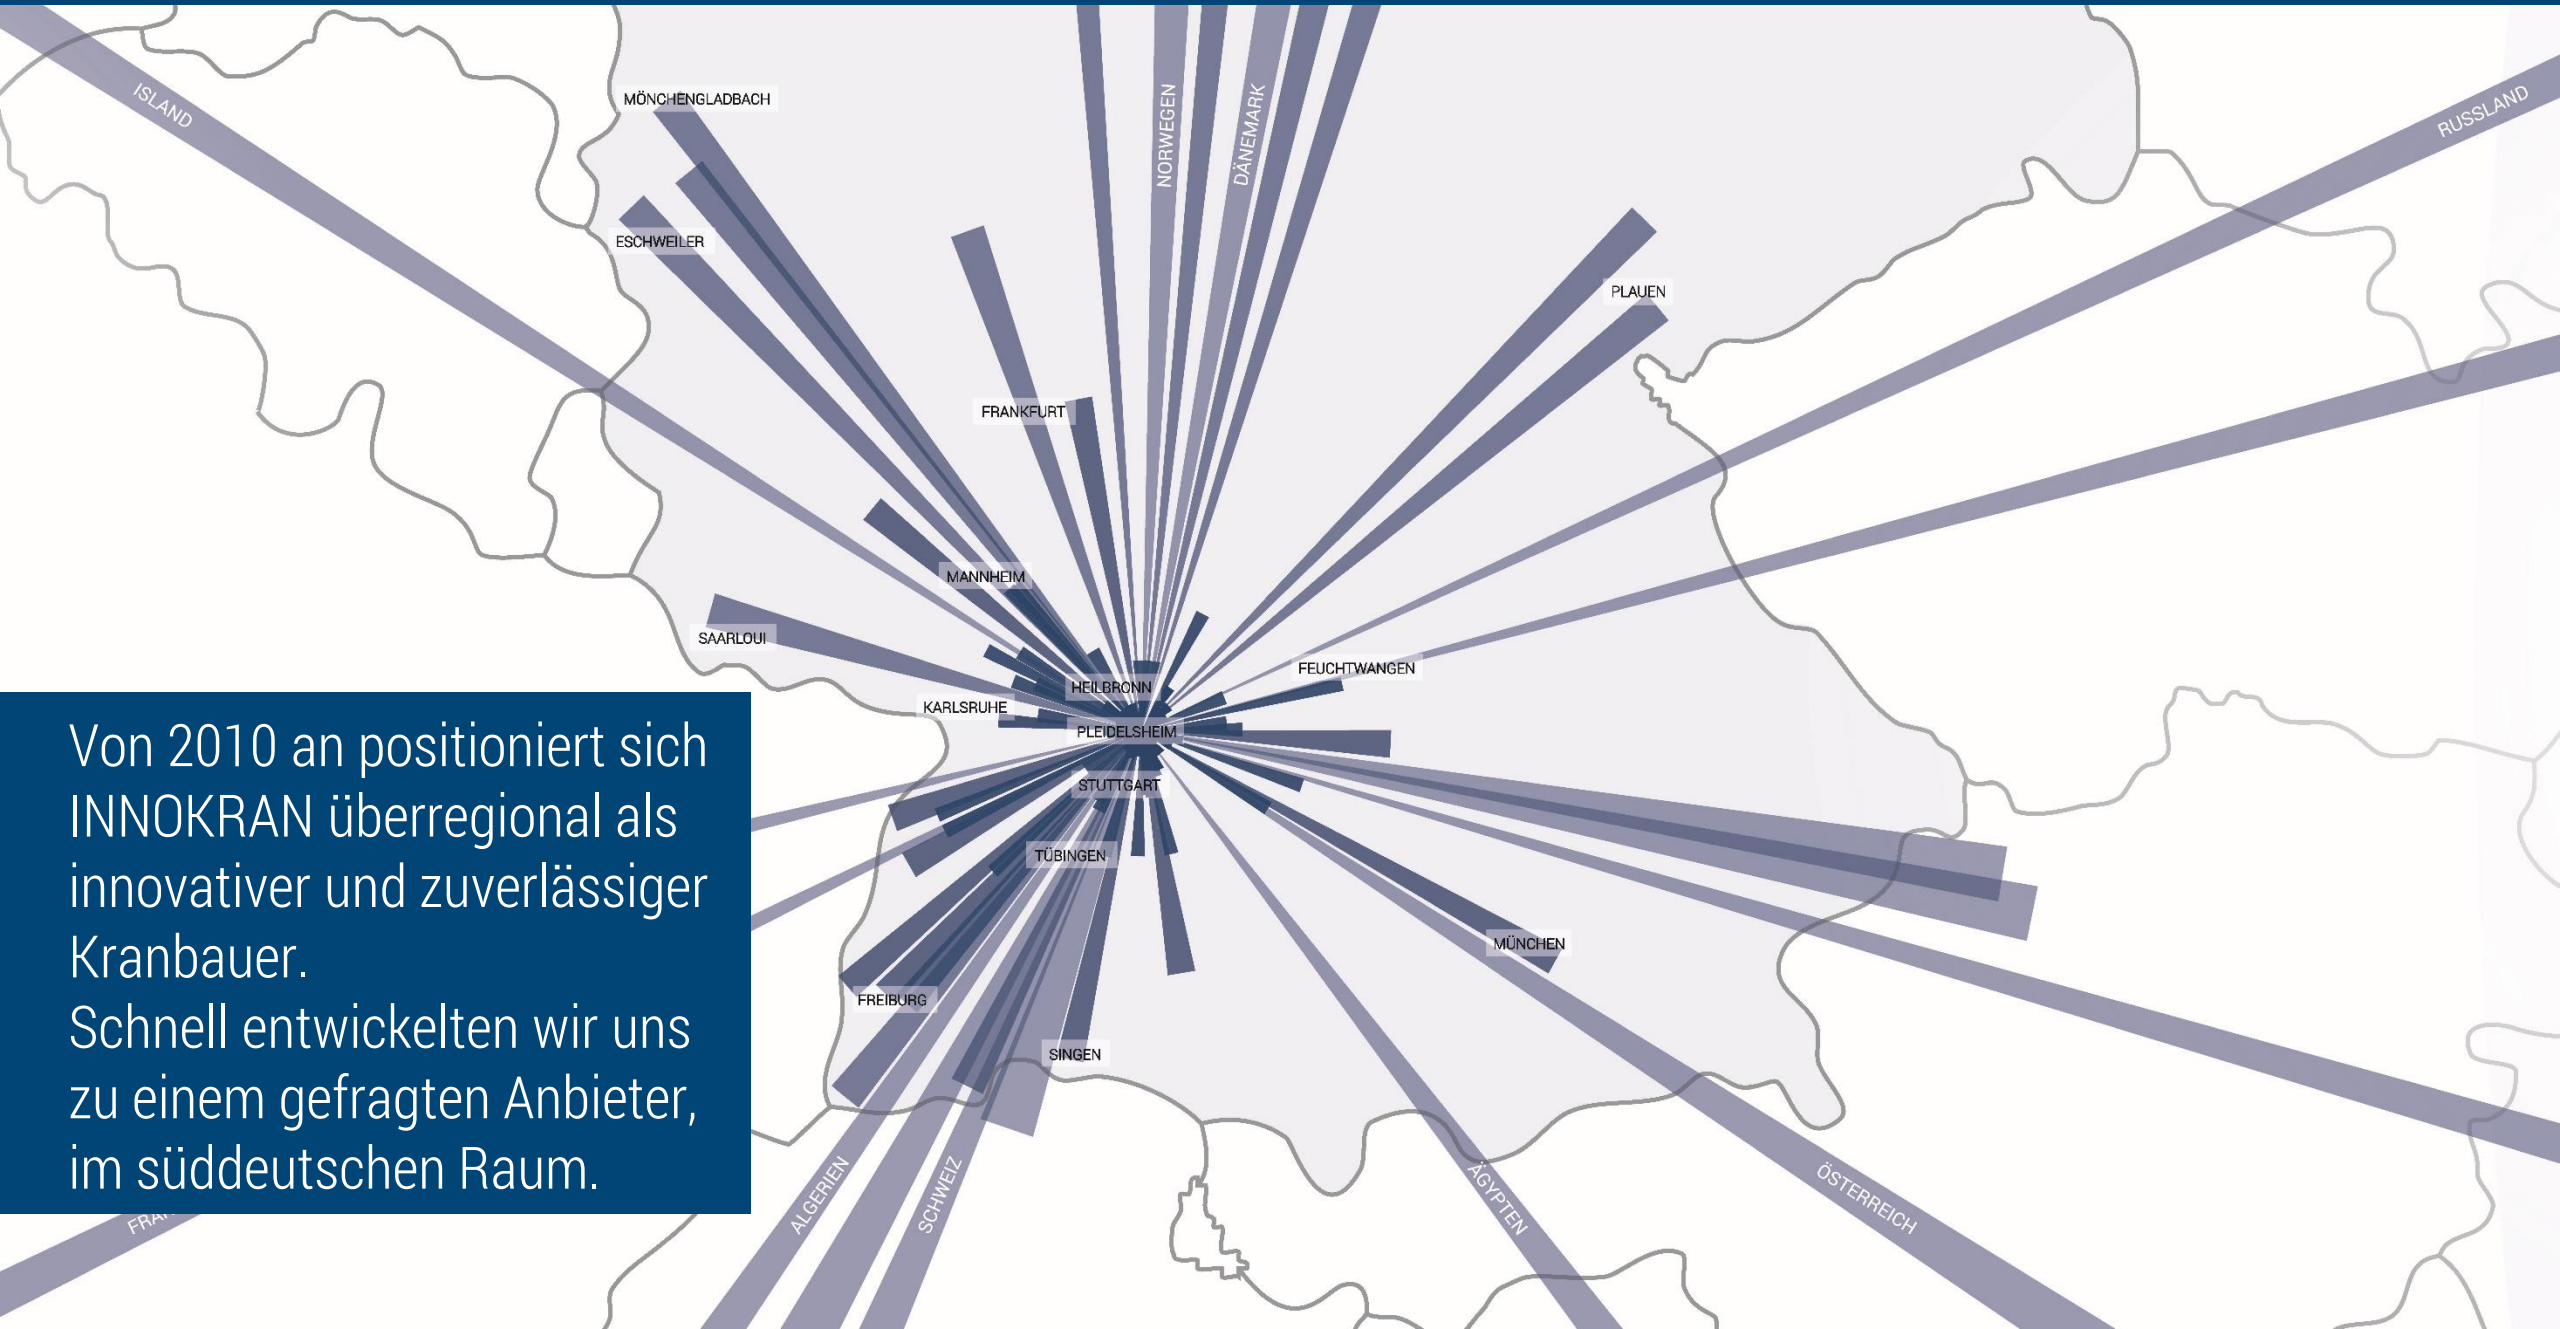 ISLAND
MÖNCHENGLADBACH
NORWEGEN
DÄNEMARK
RUSSLAND
ESCHWEILER
PLAUEN
FRANKFURT
MANNHEIM
SAARLOUI
FEUCHTWANGEN
HEILBRONN
KARLSRUHE
PLEIDELSHEIM
STUTTGART
TÜBINGEN
MÜNCHEN
FREIBURG
SINGEN
Von 2010 an positioniert sich
INNOKRAN überregional als
innovativer und zuverlässiger
Kranbauer.
Schnell entwickelten wir uns
zu einem gefragten Anbieter,
im süddeutschen Raum.
ALGERIEN
SCHWEIZ
ÄGYPTEN
ÖSTERREICH